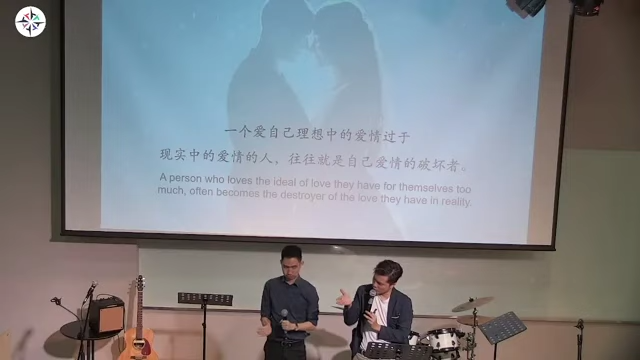 一个爱自己理想中的爱情过于
现实中的爱情的人，往往就是自己爱情的破坏者。
A person who loves the ideal of love they have for themselves too
much, often becomes the destroyer of the love they have in reality.